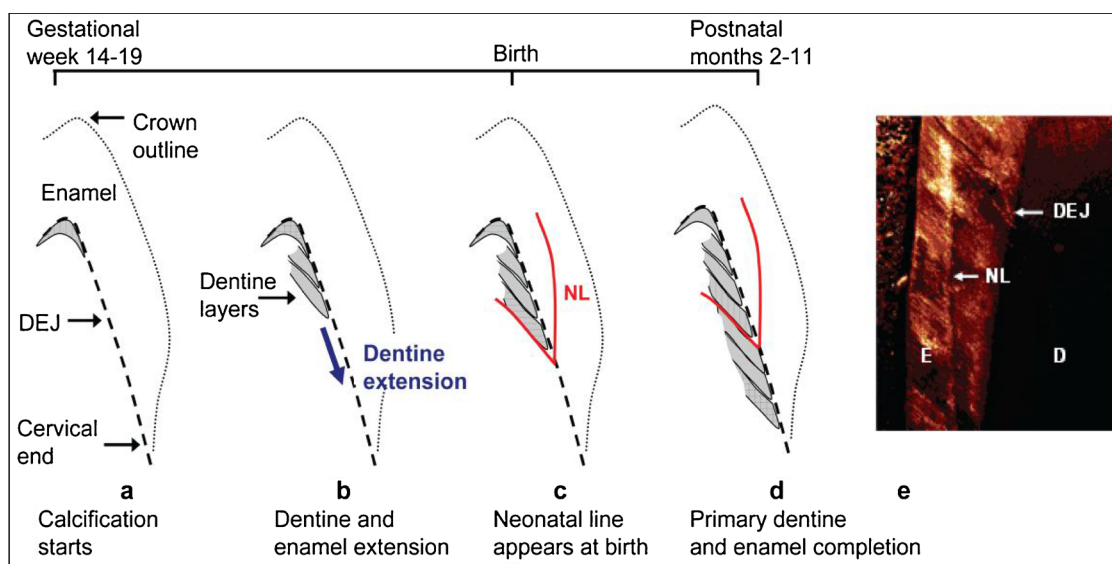 Gestational
week 14-19
Birth
Postnatal
months 2-11
Crown
outline
Enamel
DEJ
Cervical
end
Dentine
layers
Dentine
extension
NL
DEJ
NL
E
D
a
b
c
d
e
Calcification
starts
Dentine and
enamel extension
Neonatal line
appears at birth
Primary dentine
and enamel completion